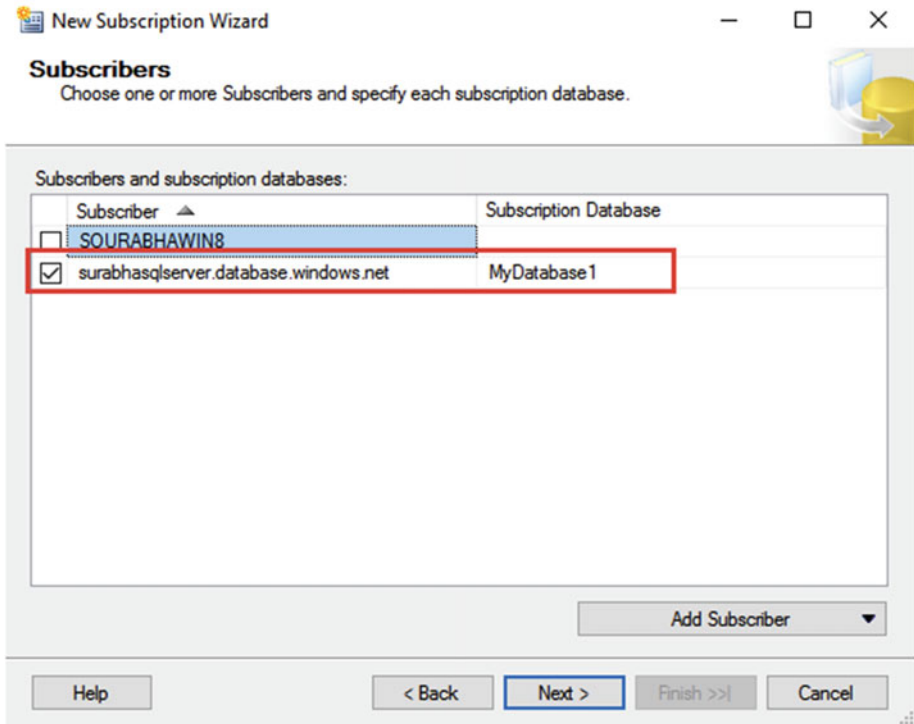 New Subscription Wizard
Subscribers
Choose one or more Subscribers and specify each subscription database.
Subscribers and subscription databases:
Subscriber Subscription Database
SOURABHAWIN8
surabhasqlserver.database.windows.net MyDatabase1
Add Subscriber
Help < Back Next > Finish >>| Cancel